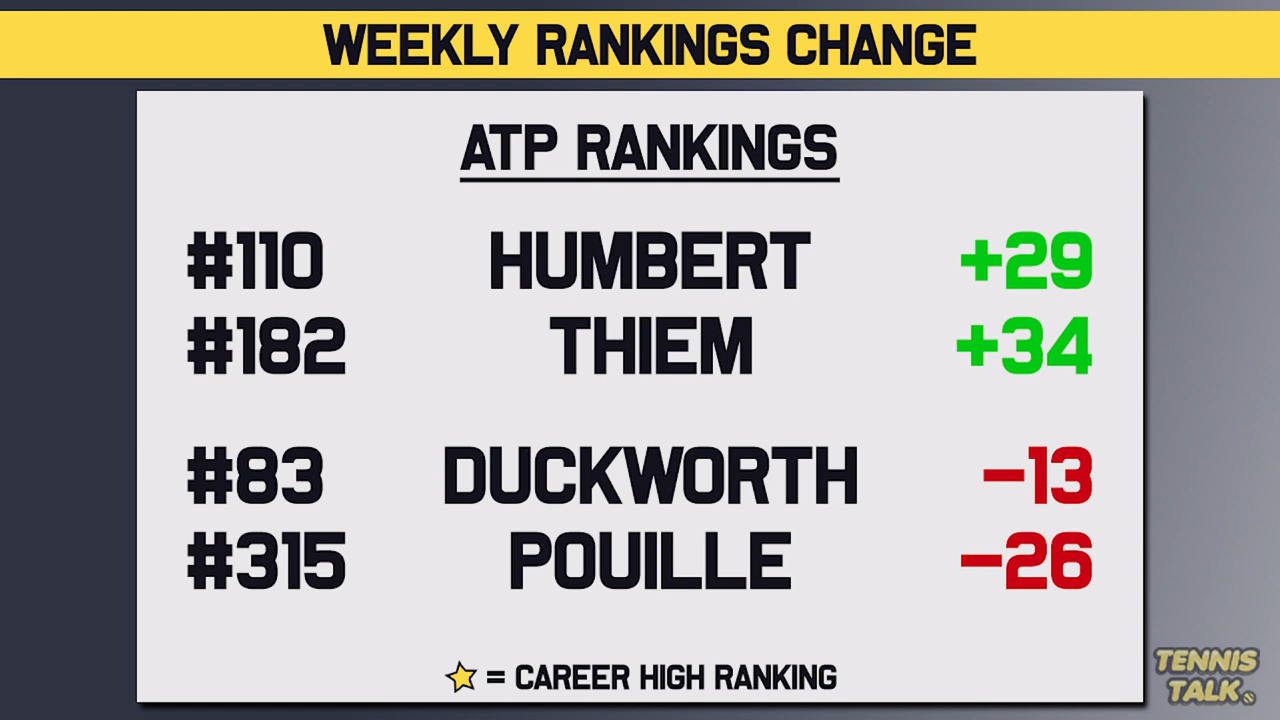 WEEKLY RANKINGS CHANGE
ATP RANKINGS
#110 HUMBERT +29
#182 THIEM +34
#83 DUCKWORTH -13
#315 POUILLE -26
= CAREER HIGH RANKING
TENNIS
TALK